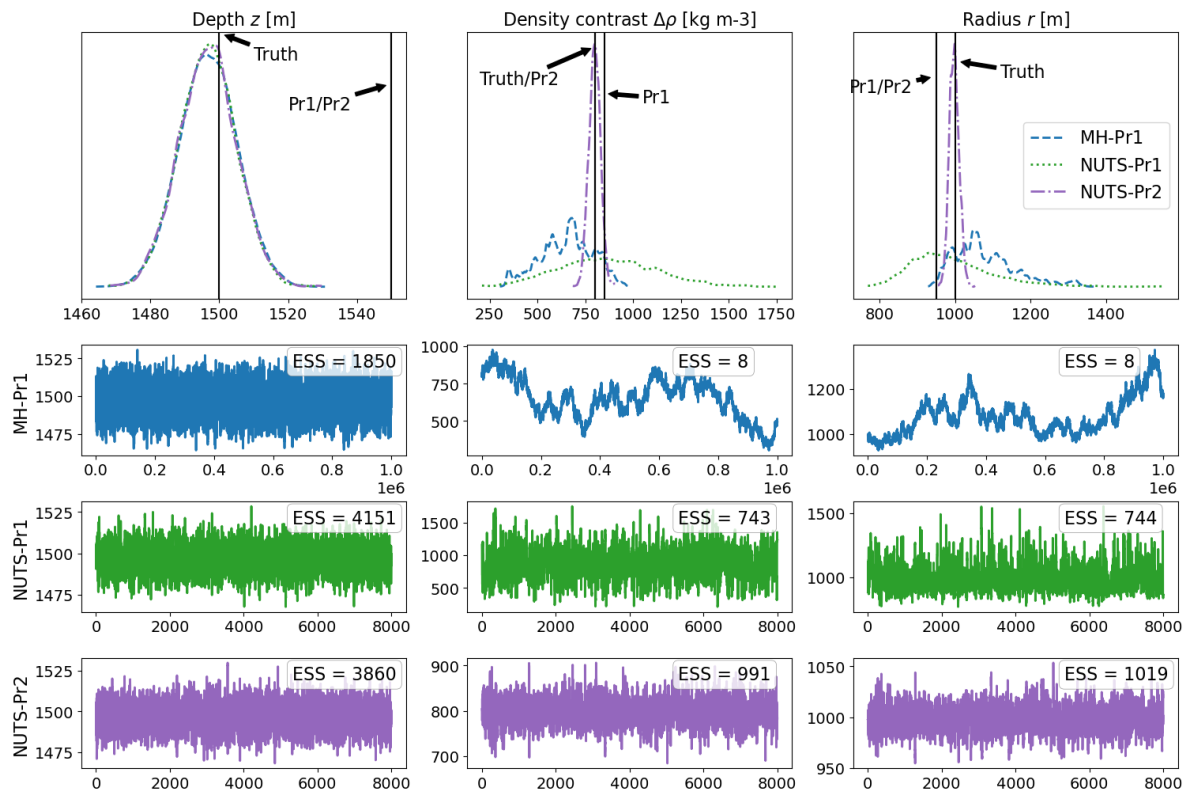 Depth z [m]
Density contrast Δρ [kg m-3]
Radius r [m]
Truth
Pr1/Pr2
Truth/Pr2
Pr1
Pr1/Pr2
Truth
MH-Pr1
NUTS-Pr1
NUTS-Pr2
1460 1480 1500 1520 1540
250 500 750 1000 1250 1500 1750
800 1000 1200 1400
MH-Pr1
1525
1500
1475
ESS = 1850
0.0 0.2 0.4 0.6 0.8 1.0
1e6
1000
750
500
ESS = 8
0.0 0.2 0.4 0.6 0.8 1.0
1e6
1200
1000
ESS = 8
0.0 0.2 0.4 0.6 0.8 1.0
1e6
NUTS-Pr1
1525
1500
1475
ESS = 4151
0 2000 4000 6000 8000
1500
1000
500
ESS = 743
0 2000 4000 6000 8000
1500
1000
ESS = 744
0 2000 4000 6000 8000
NUTS-Pr2
1525
1500
1475
ESS = 3860
0 2000 4000 6000 8000
900
800
700
ESS = 991
0 2000 4000 6000 8000
1050
1000
950
ESS = 1019
0 2000 4000 6000 8000